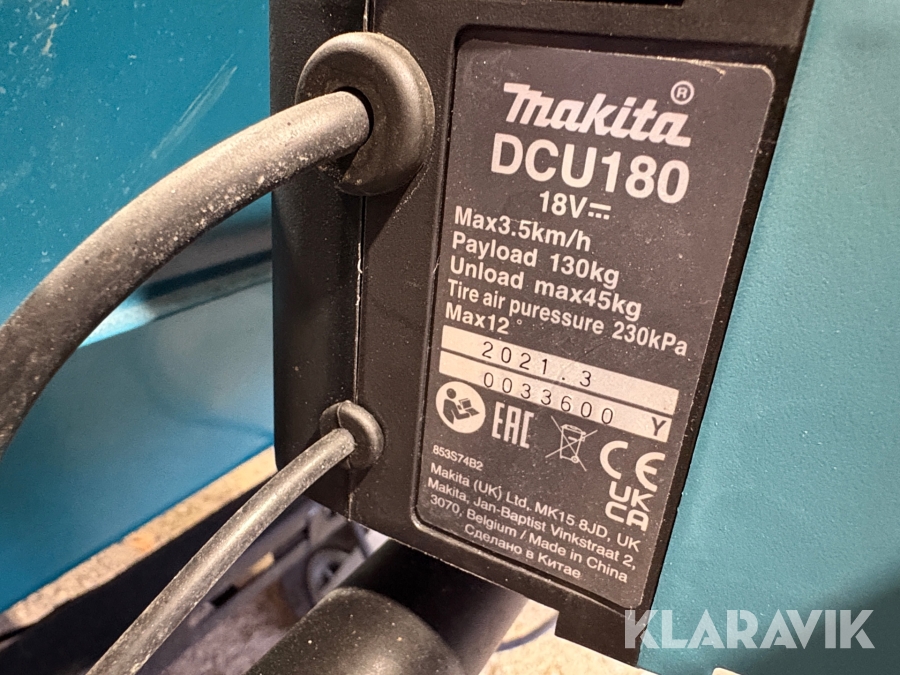 makita®
DCU180
18V⎓
Max3.5km/h
Payload 130kg
Unload max45kg
Tire air puressure 230kPa
Max12°
2021.3
0033600 Y
EAC
CE
UK
CA
853S74B2
Makita (UK) Ltd. MK15 8JD, UK
Makita, Jan-Baptist Vinkstraat 2,
3070, Belgium / Made in China
Сделано в Китае
KLARAVIK